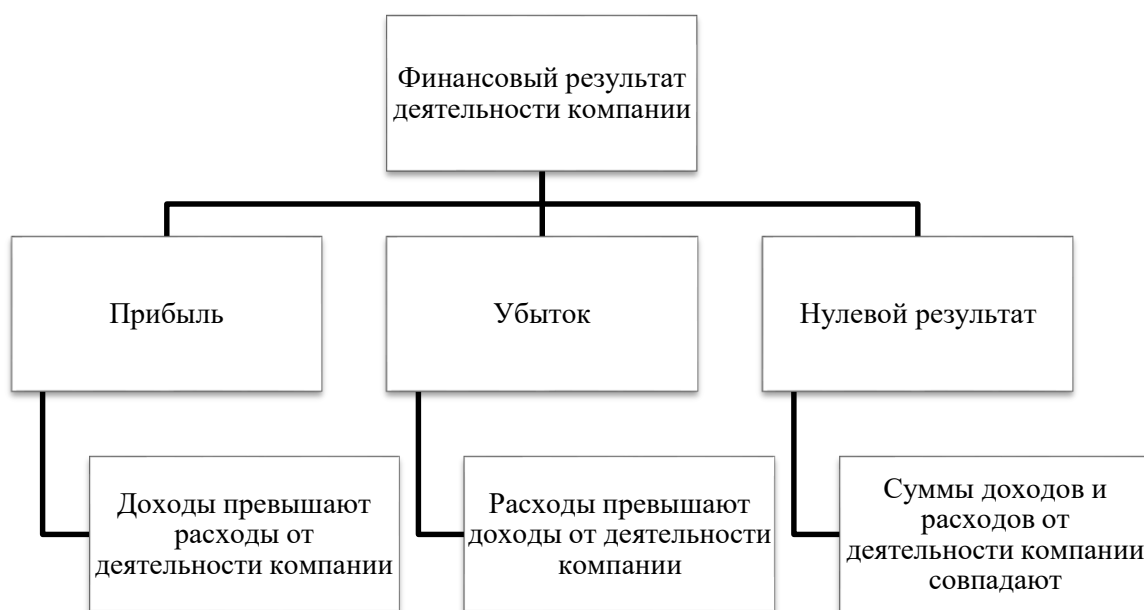 Финансовый результат
деятельности компании
Прибыль
Убыток
Нулевой результат
Доходы превышают
расходы от
деятельности компании
Расходы превышают
доходы от деятельности
компании
Суммы доходов и
расходов от
деятельности компании
совпадают